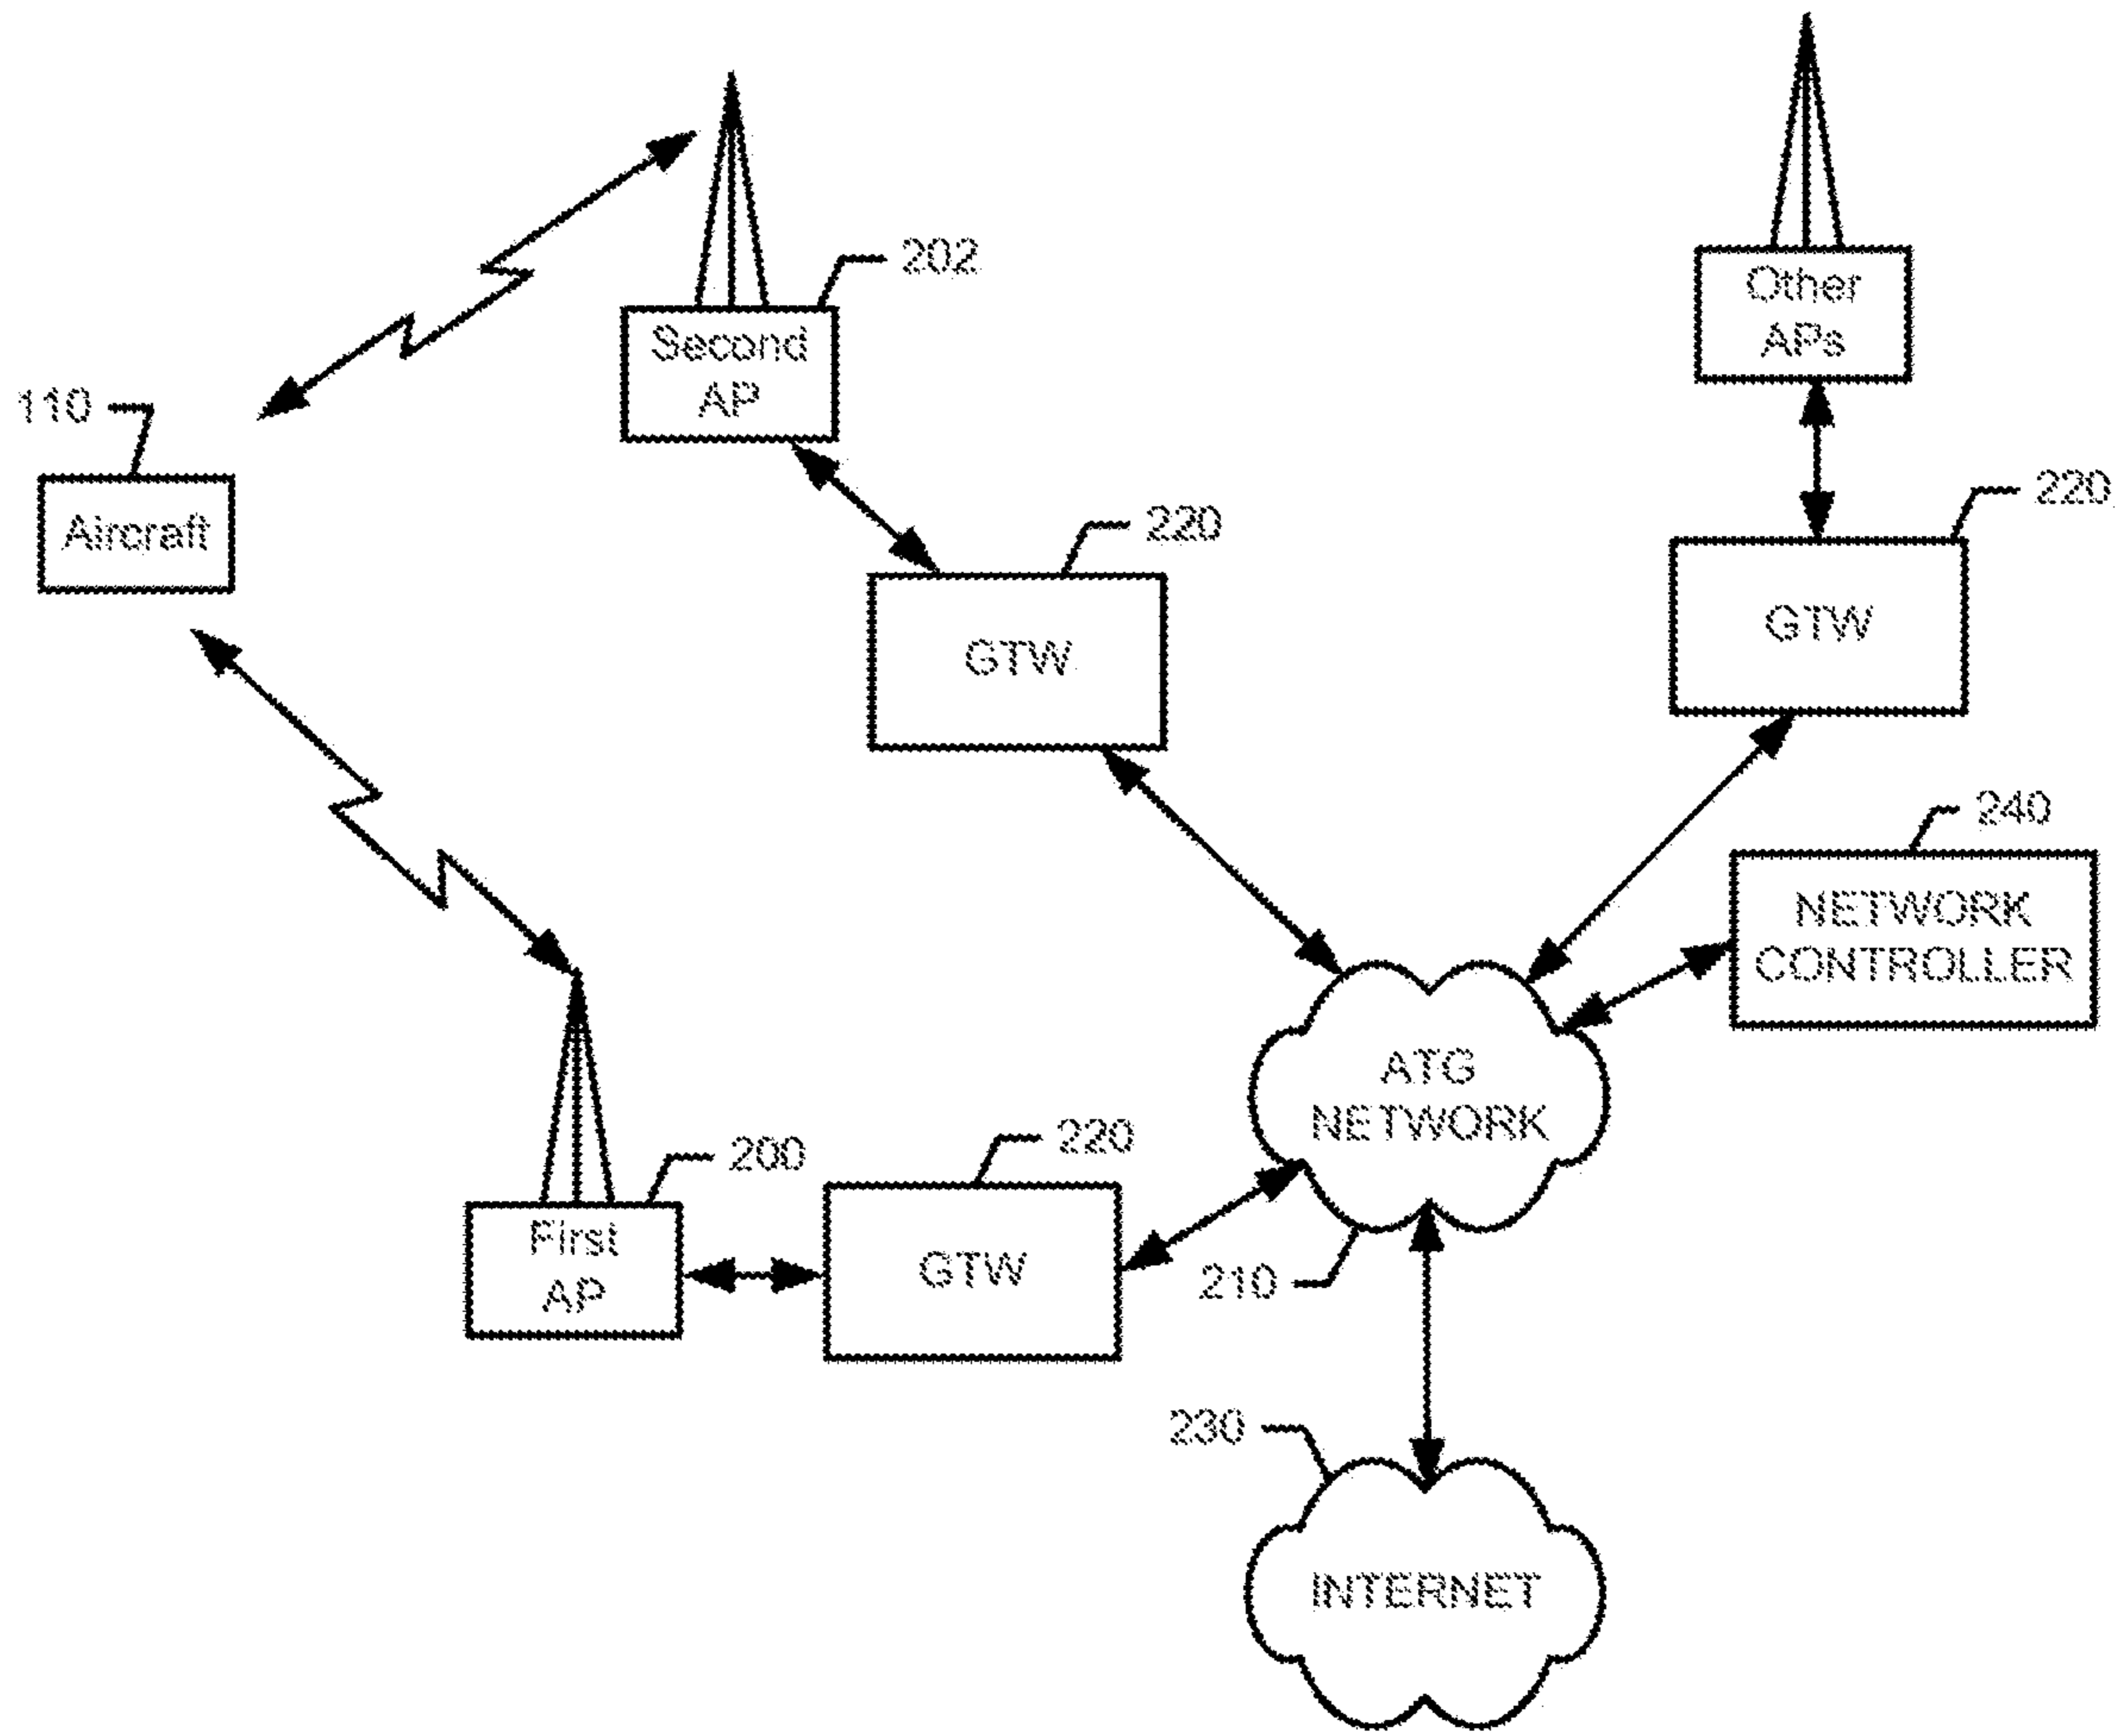 202
Second
AP
Other
APs
110
Aircraft
220
GTW
220
GTW
240
NETWORK
CONTROLLER
ATG
NETWORK
210
200
First
AP
220
GTW
230
INTERNET